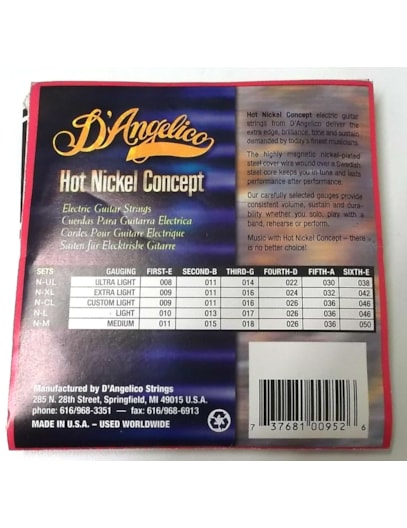 D'Angelico
Hot Nickel Concept
Electric Guitar Strings
Cuerdas Para Guitarra Electrica
Cordes Pour Guitarre Electrique
Saiten für Elecktrishe Gitarre
Hot Nickel Concept electric guitar
strings from D'Angelico deliver the
extra edge, brilliance, tone and sustain
demanded by today's finest musicians.
The highly magnetic nickel-plated
steel cover wire wound over a Swedish
steel core keeps you in tune and lasts
performance after performance.
Our carefully selected gauges provide
consistent volume, sustain and dura-
bility whether you solo, play with a
band, rehearse or perform.
Music with Hot Nickel Concept – there
is no better choice!
SETS GAUGING FIRST-E SECOND-B THIRD-G FOURTH-D FIFTH-A SIXTH-E
N-UL ULTRA LIGHT 008 011 014 022 030 038
N-XL EXTRA LIGHT 009 011 016 024 032 042
N-CL CUSTOM LIGHT 009 011 016 026 036 046
N-L LIGHT 010 013 017 026 036 046
N-M MEDIUM 011 015 018 026 036 050
Manufactured by D'Angelico Strings
285 N. 28th Street, Springfield, MI 49015 U.S.A.
phone: 616/968-3351 — fax: 616/968-6913
MADE IN U.S.A. - USED WORLDWIDE
7 37681 00952 6